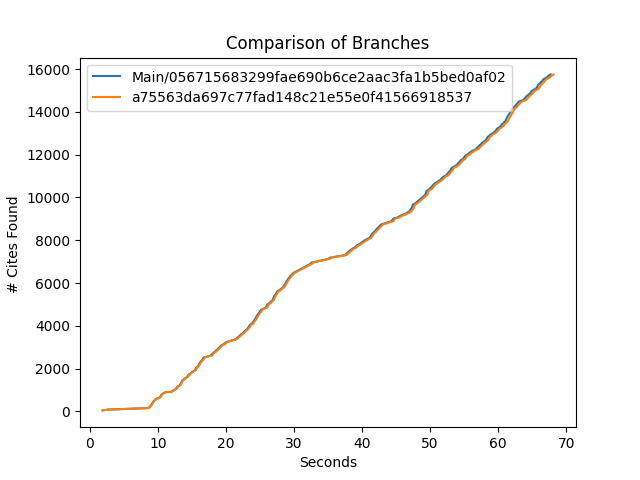 Comparison of Branches
Main/056715683299fae690b6ce2aac3fa1b5bed0af02
a75563da697c77fad148c21e55e0f41566918537
# Cites Found
16000
14000
12000
10000
8000
6000
4000
2000
0
0 10 20 30 40 50 60 70
Seconds